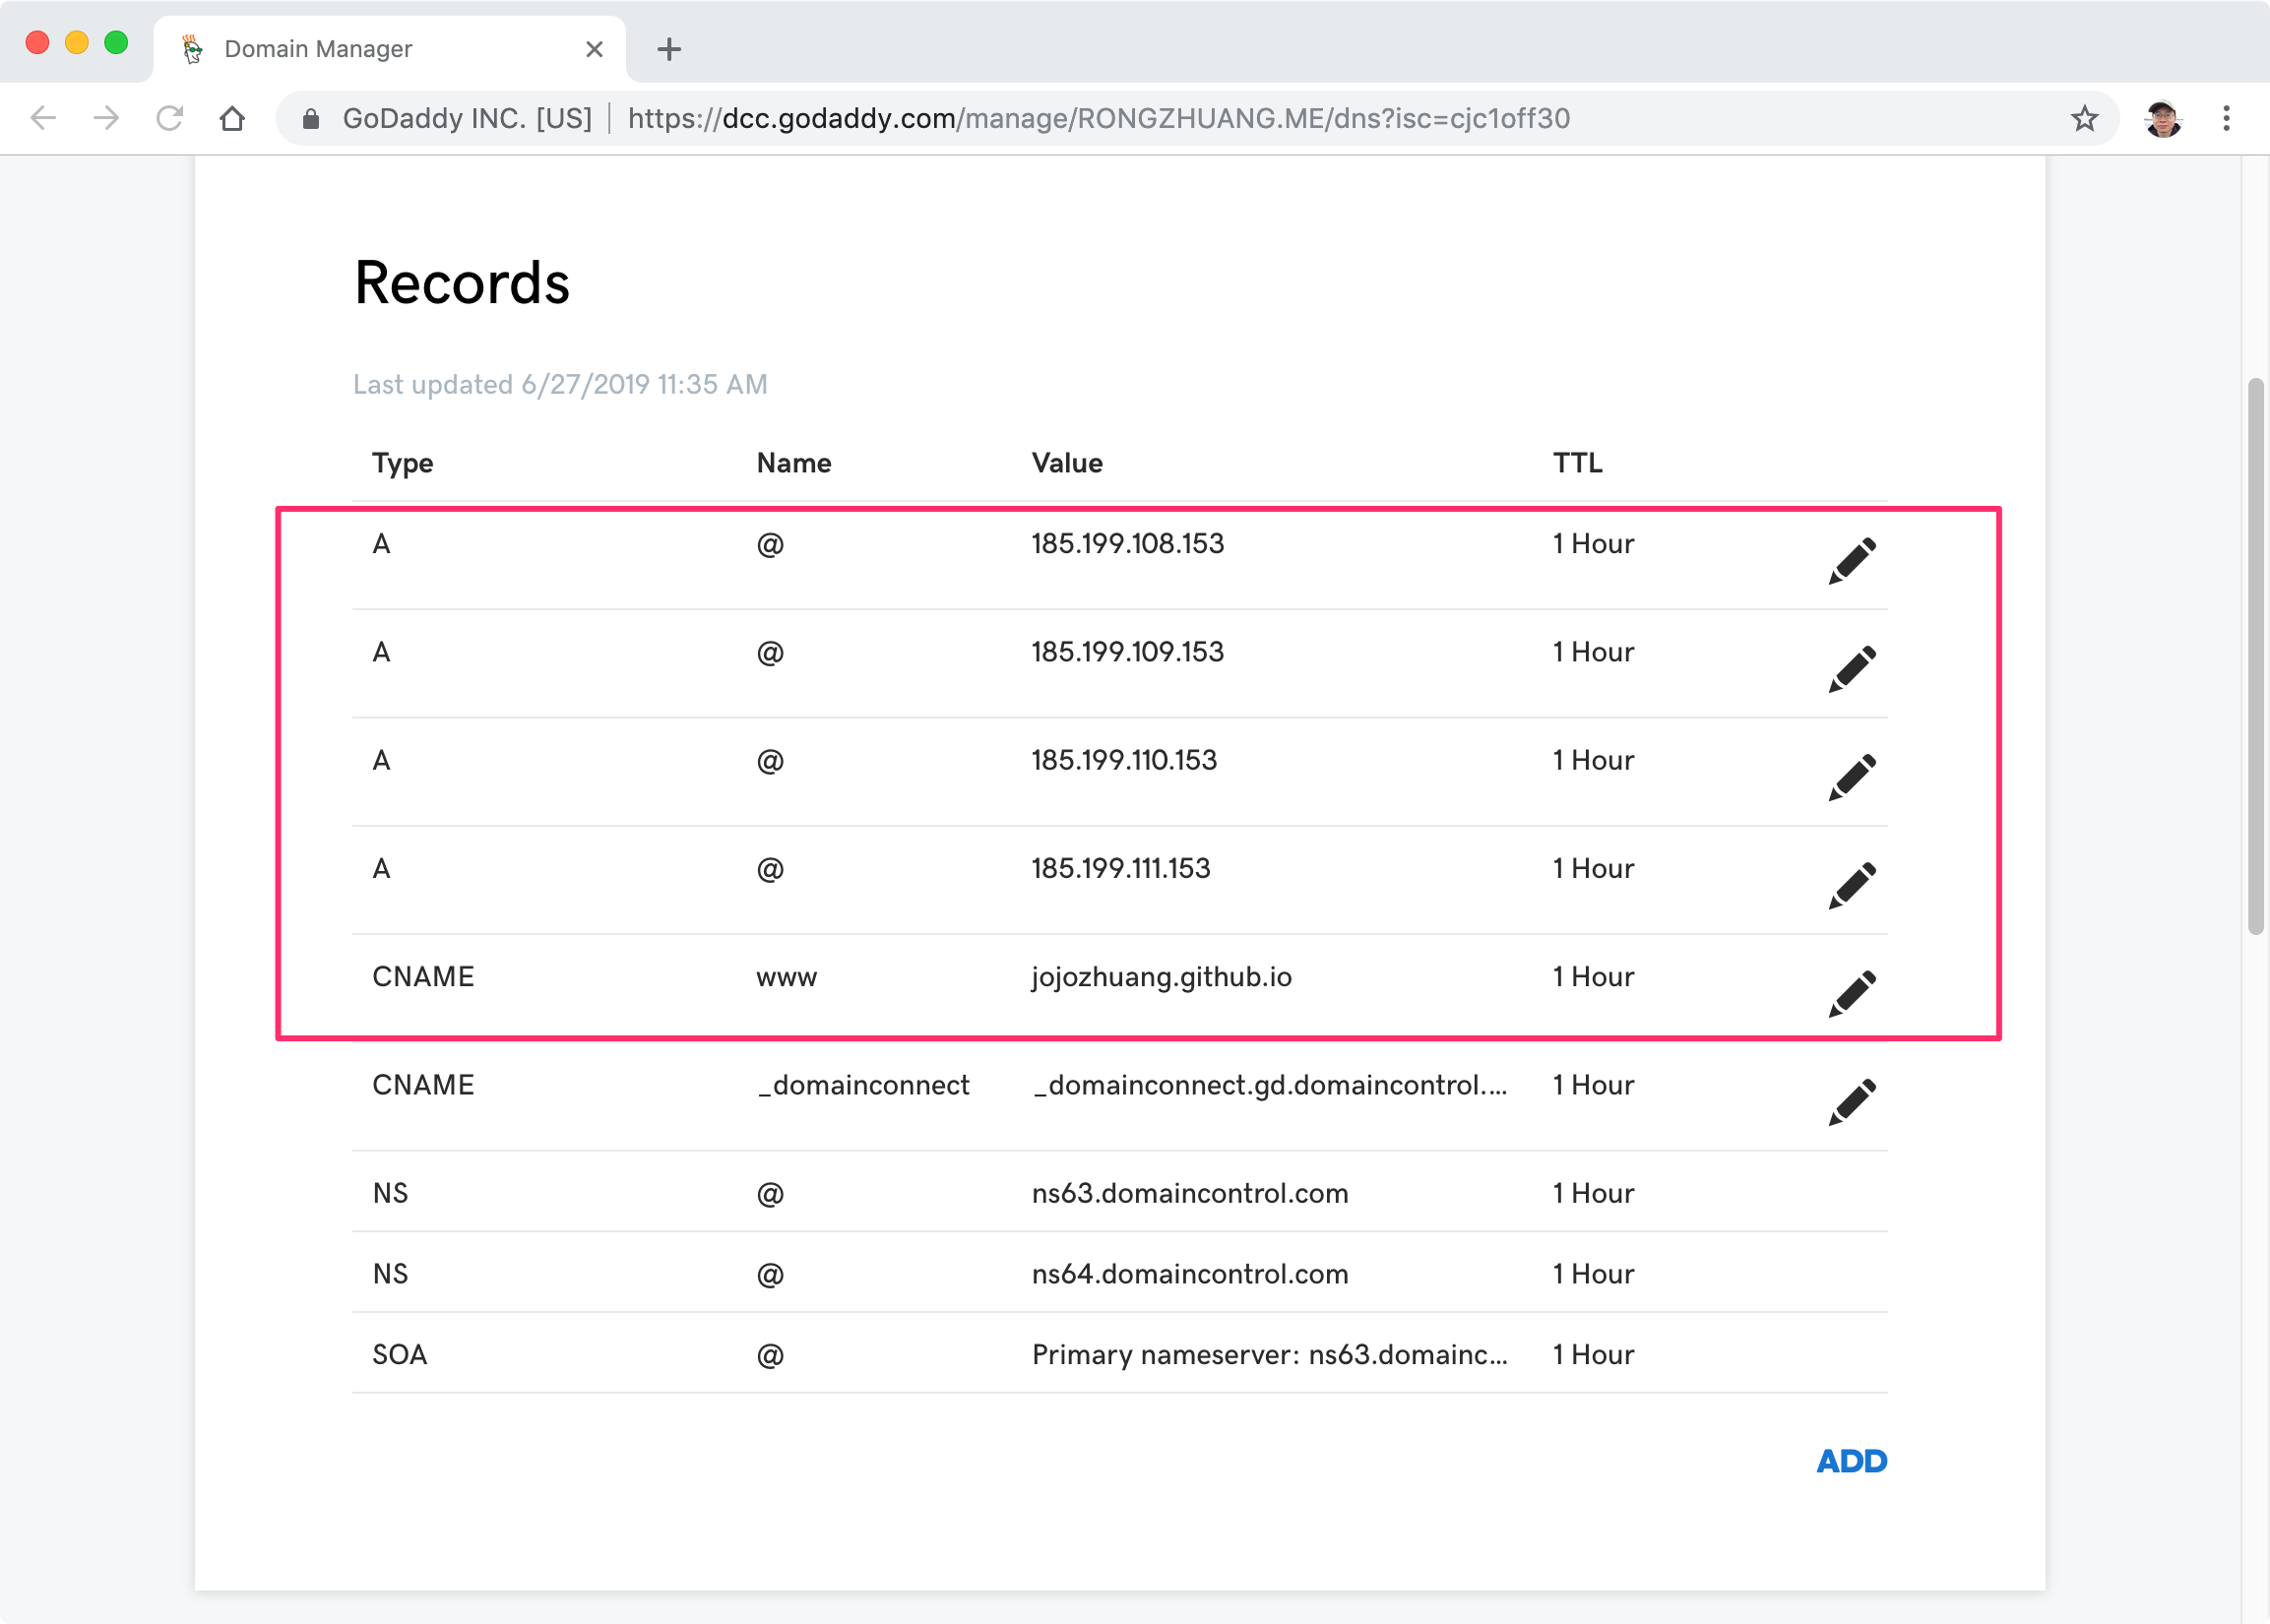 Domain Manager
GoDaddy INC. [US] | https://dcc.godaddy.com/manage/RONGZHUANG.ME/dns?isc=cjc1off30
Records
Last updated 6/27/2019 11:35 AM
Type Name Value TTL
A @ 185.199.108.153 1 Hour
A @ 185.199.109.153 1 Hour
A @ 185.199.110.153 1 Hour
A @ 185.199.111.153 1 Hour
CNAME www jojozhuang.github.io 1 Hour
CNAME _domainconnect _domainconnect.gd.domaincontrol.... 1 Hour
NS @ ns63.domaincontrol.com 1 Hour
NS @ ns64.domaincontrol.com 1 Hour
SOA @ Primary nameserver: ns63.domainc... 1 Hour
ADD